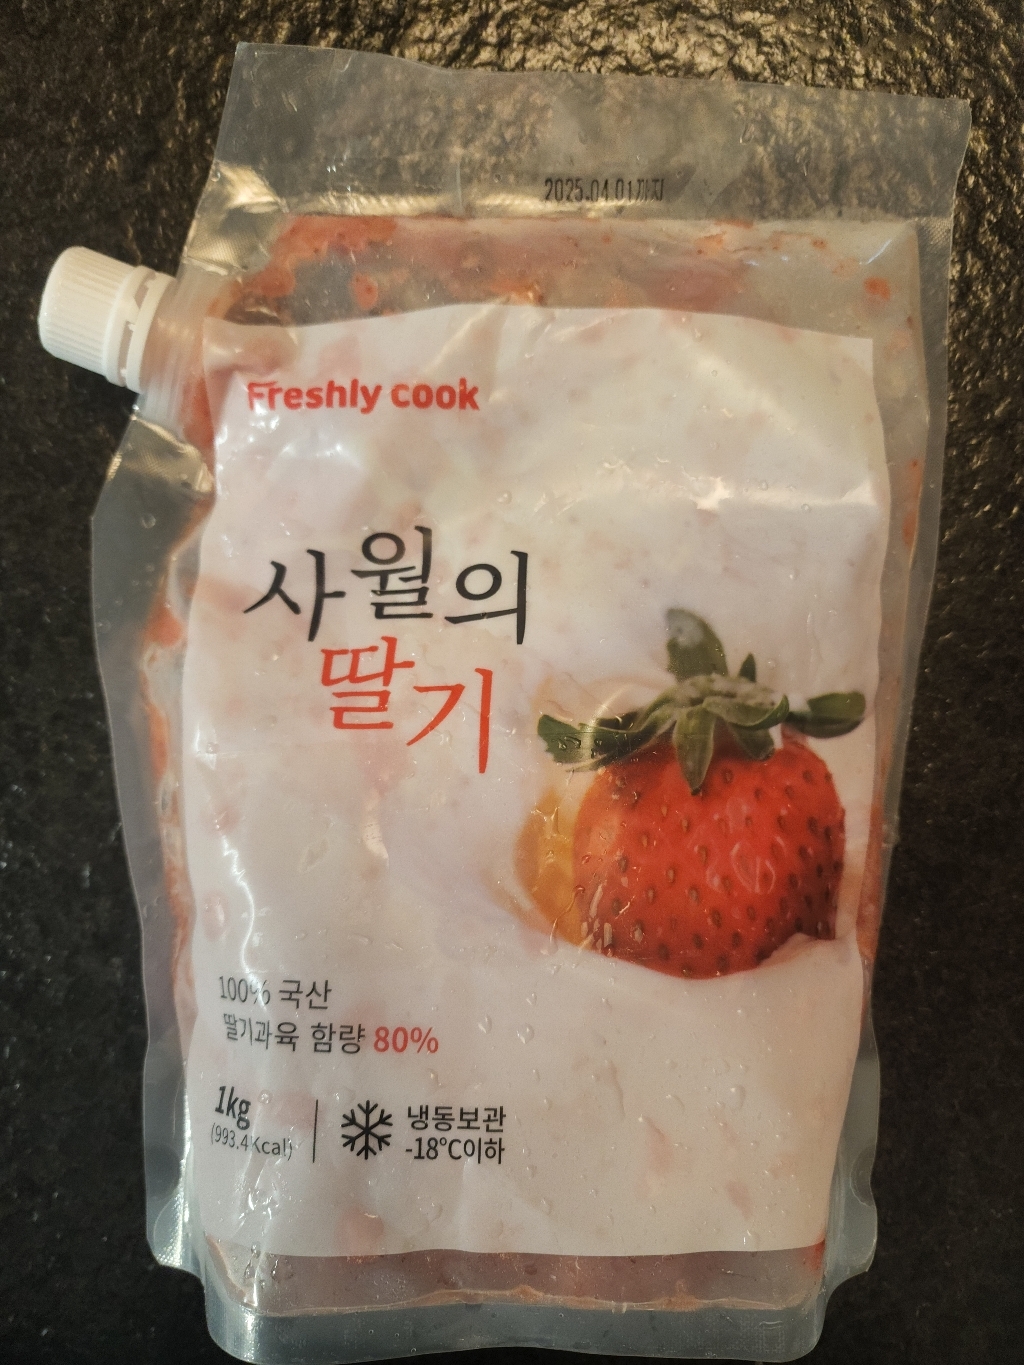 2025.04.01까지
Freshly cook
사월의
딸기
100% 국산
딸기과육 함량 80%
1kg
(993.4Kcal)
냉동보관
-18°C이하